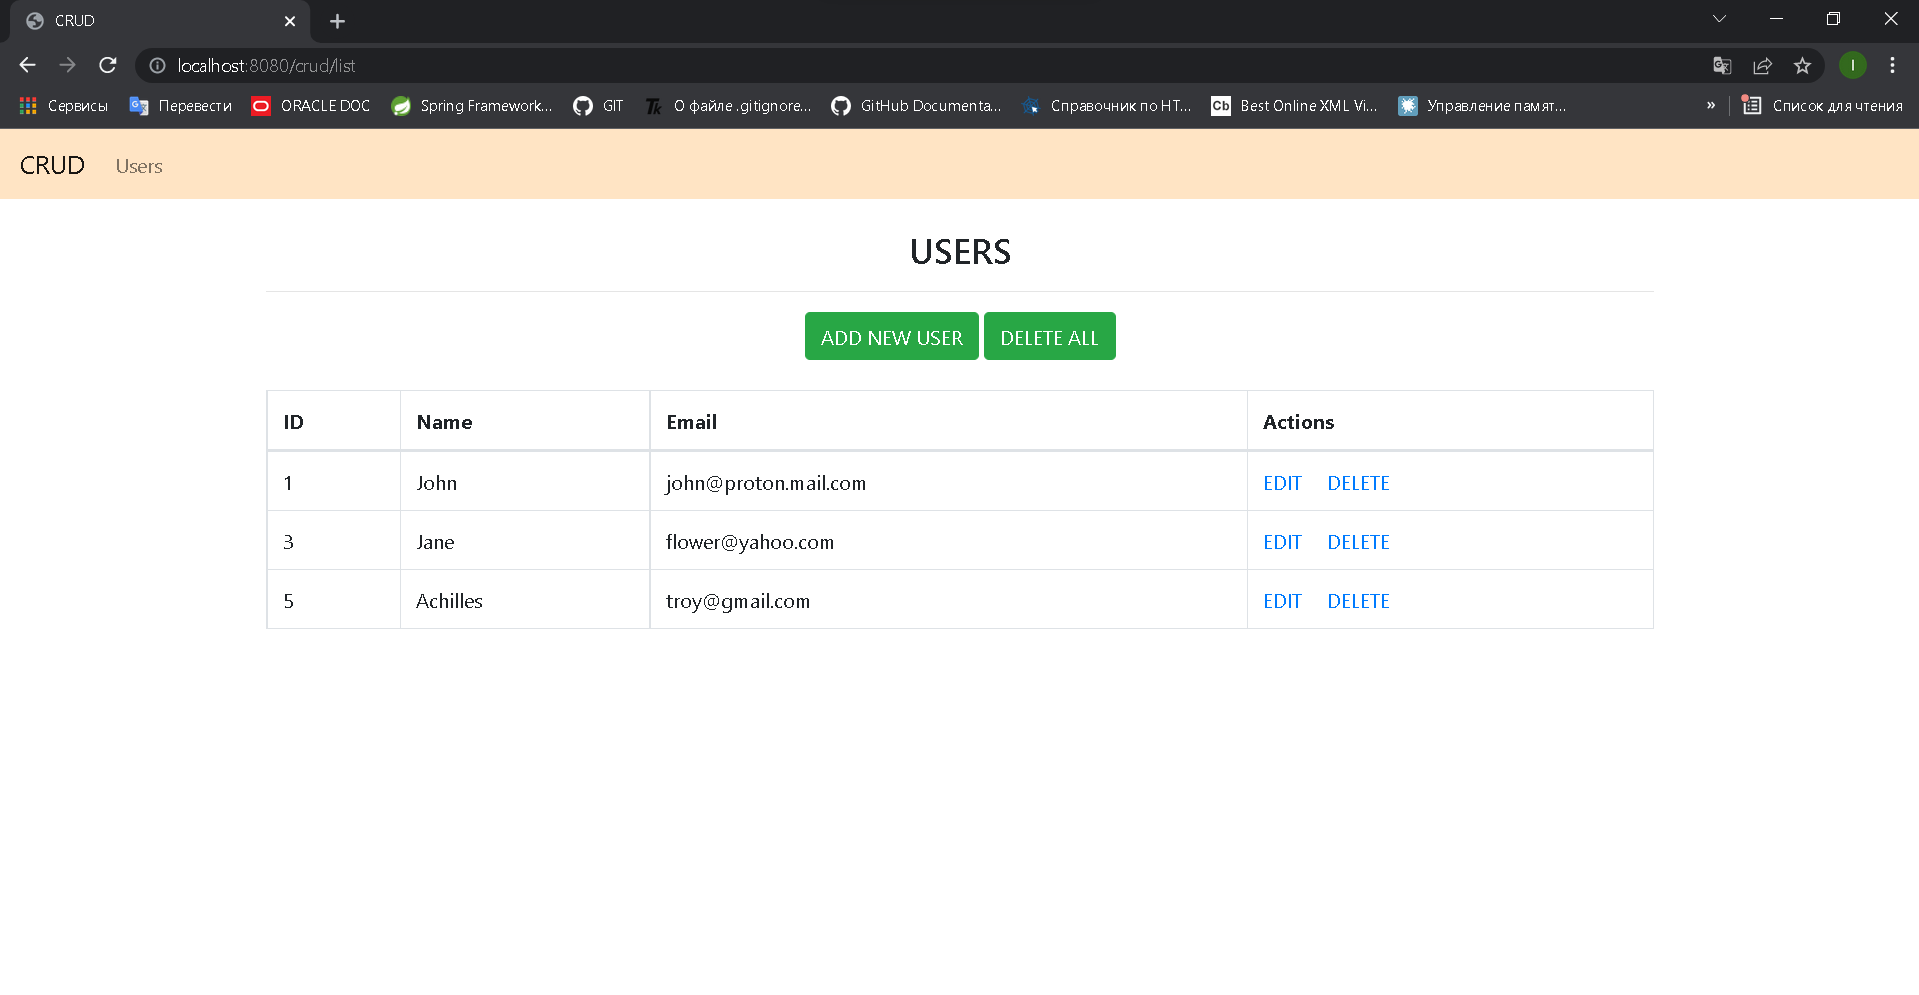 CRUD
localhost:8080/crud/list
I
Сервисы Перевести ORACLE DOC Spring Framework... GIT Tk О файле .gitignore... GitHub Documenta... Справочник по HT... Cb Best Online XML Vi... Управление памят... » Список для чтения
CRUD Users
USERS
ADD NEW USER DELETE ALL
ID Name Email Actions
1 John john@proton.mail.com EDIT DELETE
3 Jane flower@yahoo.com EDIT DELETE
5 Achilles troy@gmail.com EDIT DELETE